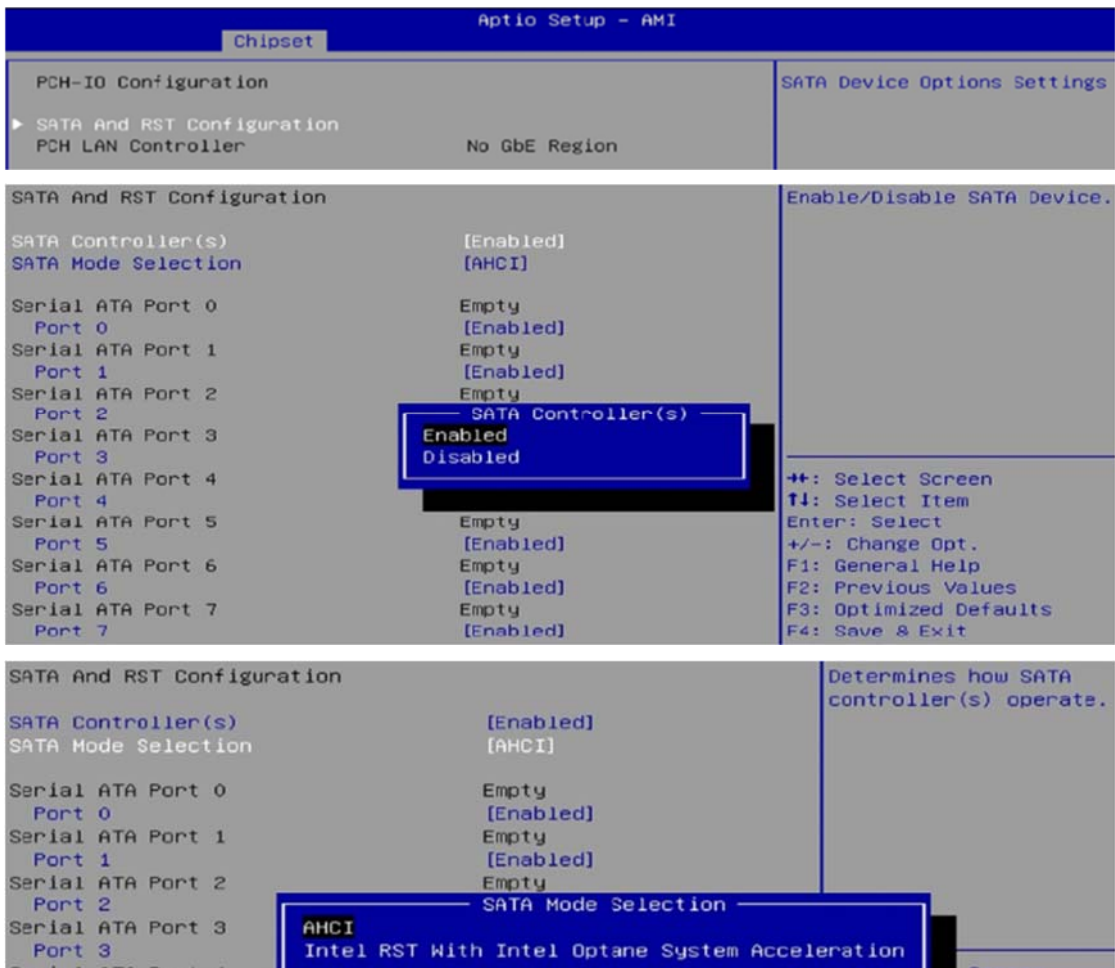 Aptio Setup – AMI
Chipset
PCH-IO Configuration
SATA Device Options Settings
► SATA And RST Configuration
PCH LAN Controller No GbE Region
SATA And RST Configuration
Enable/Disable SATA Device.
SATA Controller(s) [Enabled]
SATA Mode Selection [AHCI]
Serial ATA Port 0 Empty
Port 0 [Enabled]
Serial ATA Port 1 Empty
Port 1 [Enabled]
Serial ATA Port 2 Empty
Port 2
SATA Controller(s)
Serial ATA Port 3
Enabled
Port 3
Disabled
Serial ATA Port 4
→←: Select Screen
Port 4
↑↓: Select Item
Serial ATA Port 5 Empty
Enter: Select
Port 5 [Enabled]
+/-: Change Opt.
Serial ATA Port 6 Empty
F1: General Help
Port 6 [Enabled]
F2: Previous Values
Serial ATA Port 7 Empty
F3: Optimized Defaults
Port 7 [Enabled]
F4: Save & Exit
SATA And RST Configuration
Determines how SATA
controller(s) operate.
SATA Controller(s) [Enabled]
SATA Mode Selection [AHCI]
Serial ATA Port 0 Empty
Port 0 [Enabled]
Serial ATA Port 1 Empty
Port 1 [Enabled]
Serial ATA Port 2 Empty
Port 2
SATA Mode Selection
Serial ATA Port 3
AHCI
Port 3
Intel RST With Intel Optane System Acceleration